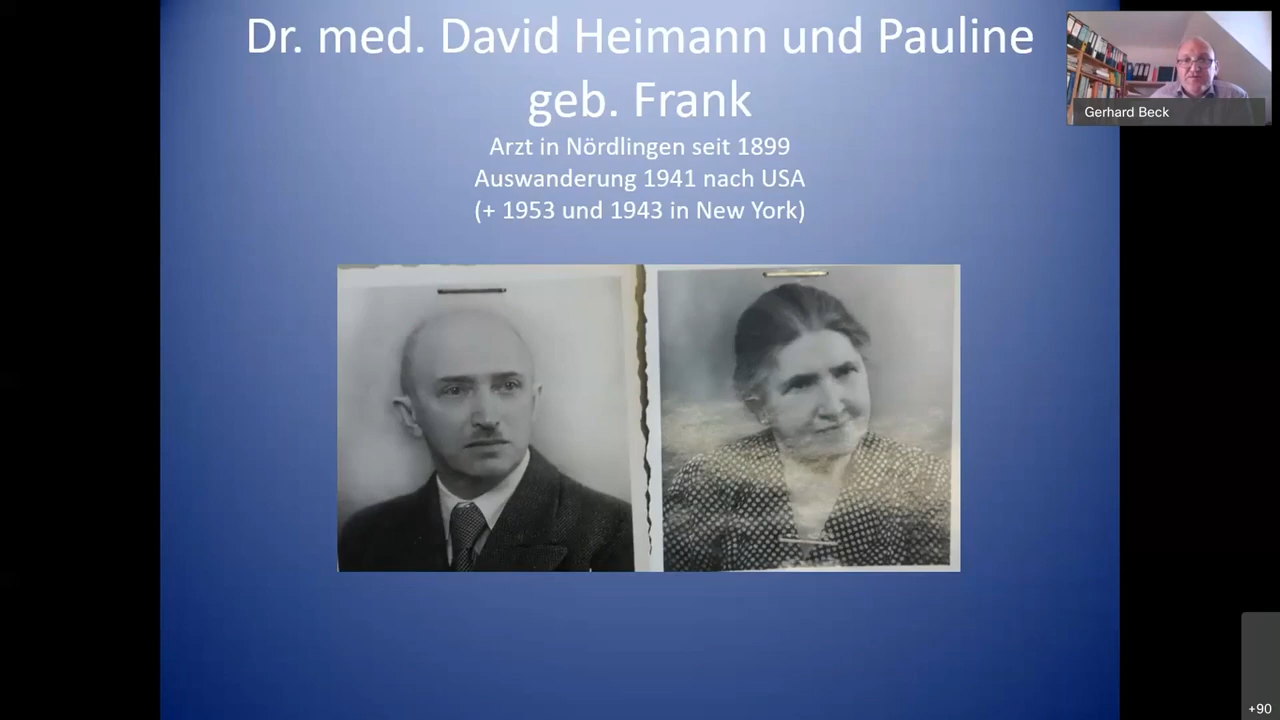 Dr. med. David Heimann und Pauline
geb. Frank
Arzt in Nördlingen seit 1899
Auswanderung 1941 nach USA
(+ 1953 und 1943 in New York)
Gerhard Beck
+90